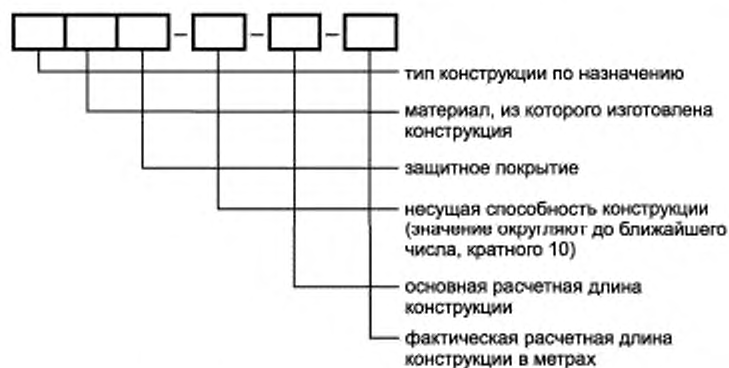 тип конструкции по назначению
материал, из которого изготовлена
конструкция
защитное покрытие
несущая способность конструкции
(значение округляют до ближайшего
числа, кратного 10)
основная расчетная длина
конструкции
фактическая расчетная длина
конструкции в метрах